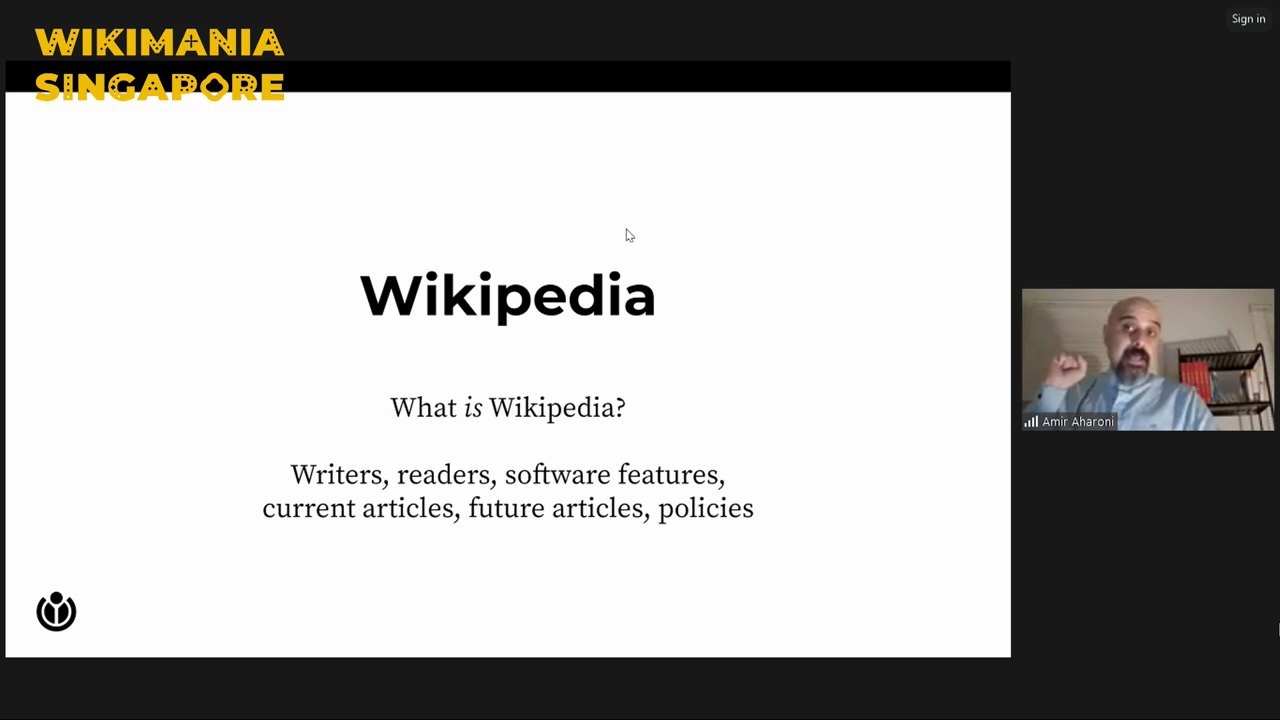 Sign in
WIKIMANIA
SINGAPORE
Wikipedia
What is Wikipedia?
Writers, readers, software features,
current articles, future articles, policies
Amir Aharoni